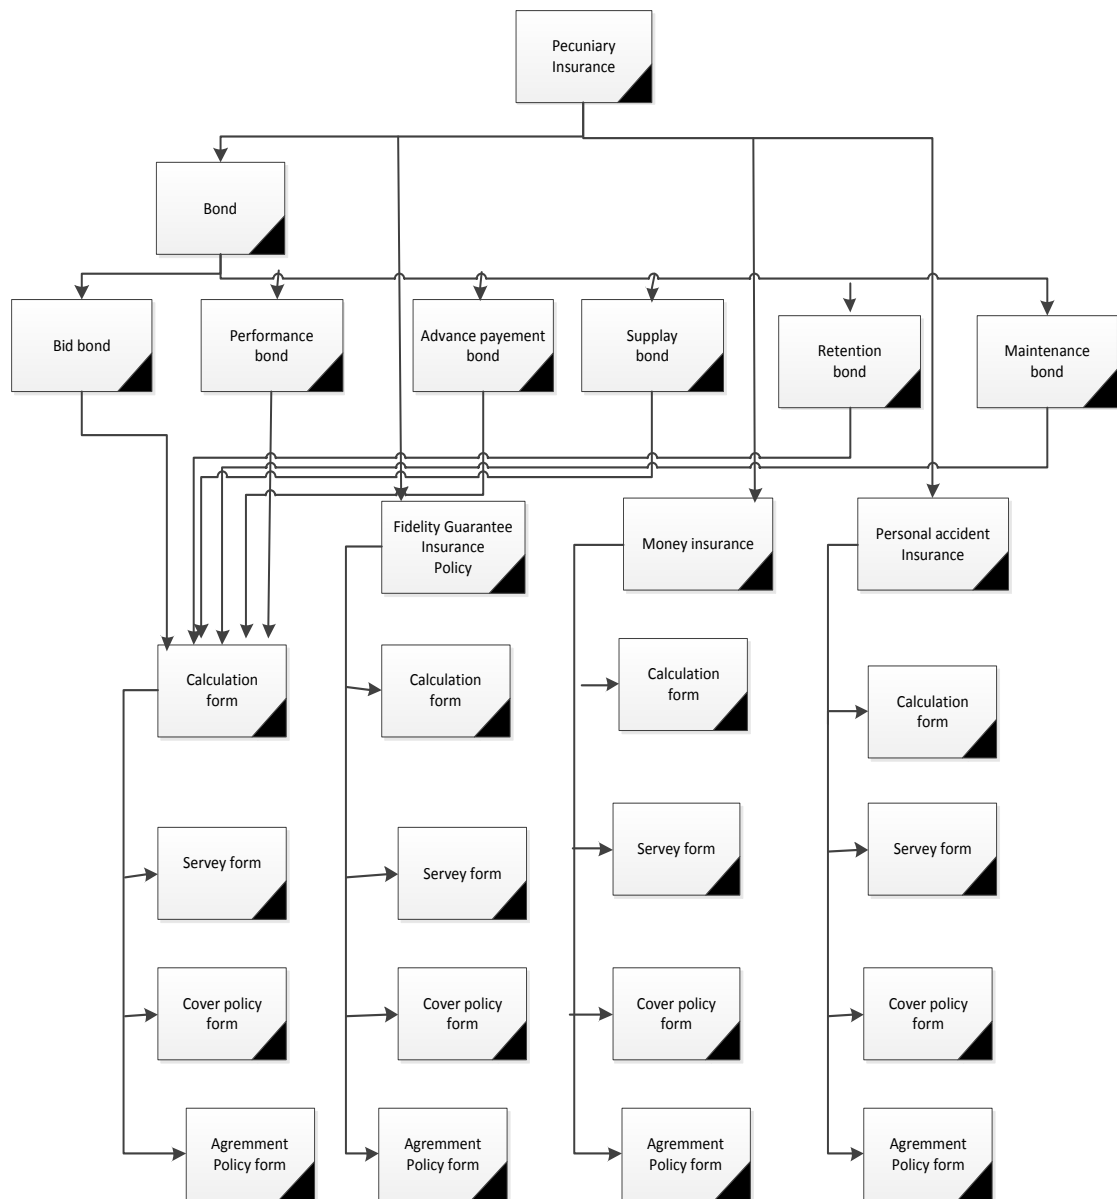 Pecuniary
Insurance
Bond
Bid bond
Performance
bond
Advance payement
bond
Supplay
bond
Retention
bond
Maintenance
bond
Fidelity Guarantee
Insurance
Policy
Money insurance
Personal accident
Insurance
Calculation
form
Calculation
form
Calculation
form
Calculation
form
Servey form
Servey form
Servey form
Servey form
Cover policy
form
Cover policy
form
Cover policy
form
Cover policy
form
Agremment
Policy form
Agremment
Policy form
Agremment
Policy form
Agremment
Policy form